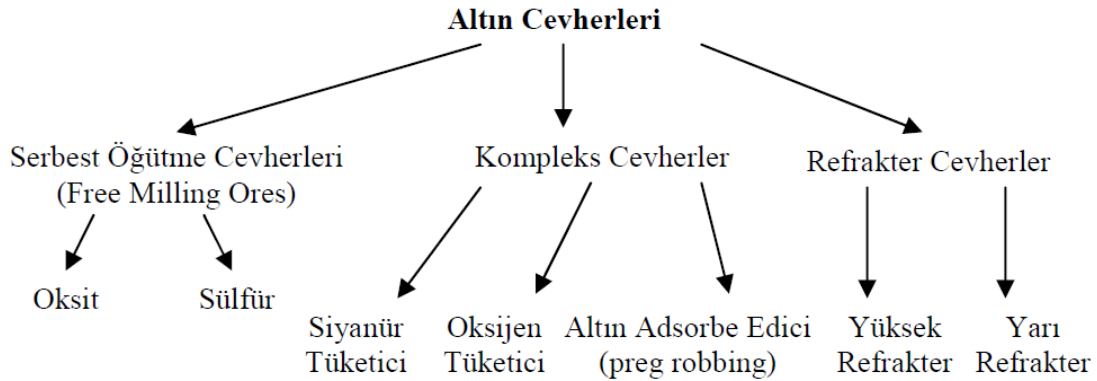 Altın Cevherleri
Serbest Öğütme Cevherleri
(Free Milling Ores)
Kompleks Cevherler
Refrakter Cevherler
Oksit
Sülfür
Siyanür
Tüketici
Oksijen
Tüketici
Altın Adsorbe Edici
(preg robbing)
Yüksek
Refrakter
Yarı
Refrakter